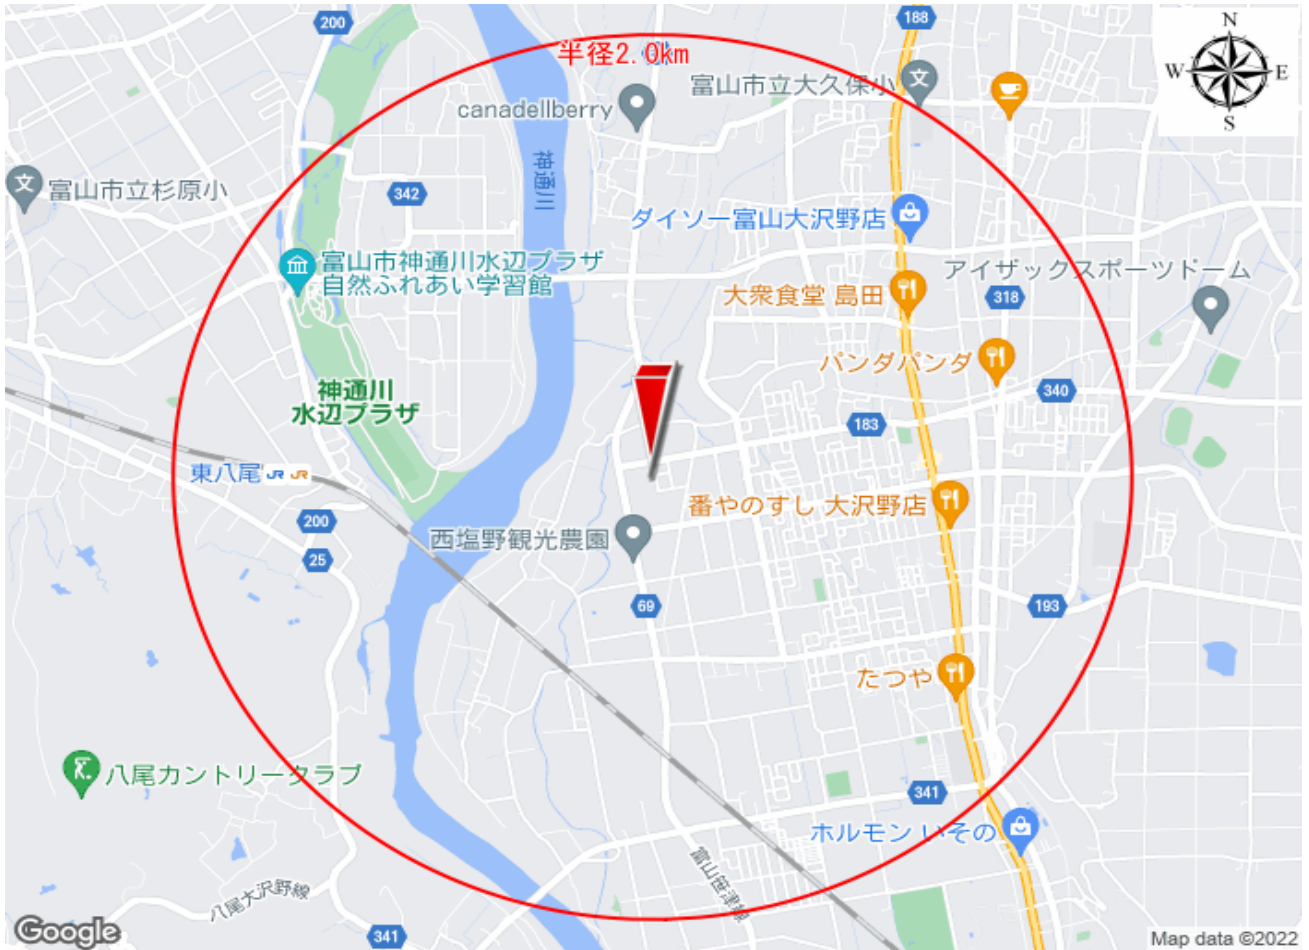 200
188
N
W
E
S
半径2.0km
富山市立大久保小
canadellberry
神通川
富山市立杉原小
342
ダイソー富山大沢野店
富山市神通川水辺プラザ
自然ふれあい学習館
アイザックスポーツドーム
大衆食堂 島田
318
パンダパンダ
神通川
水辺プラザ
340
183
東八尾 JR JR
番やのすし 大沢野店
200
西塩野観光農園
25
69
193
たつや
八尾カントリークラブ
341
ホルモン いその
富山笹津線
八尾大沢野線
Google
341
Map data ©2022